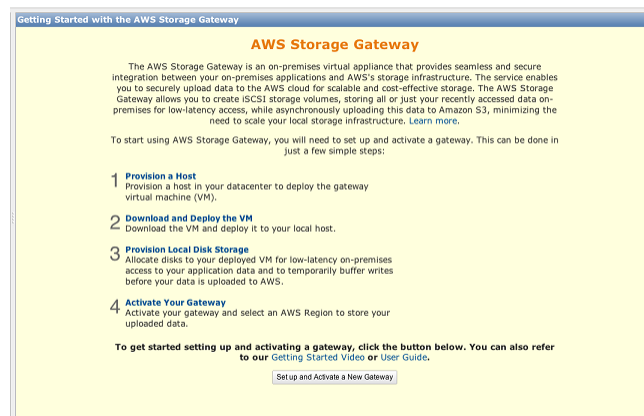 Getting Started with the AWS Storage Gateway
AWS Storage Gateway
The AWS Storage Gateway is an on-premises virtual appliance that provides seamless and secure
integration between your on-premises applications and AWS's storage infrastructure. The service enables
you to securely upload data to the AWS cloud for scalable and cost-effective storage. The AWS Storage
Gateway allows you to create iSCSI storage volumes, storing all or just your recently accessed data on-
premises for low-latency access, while asynchronously uploading this data to Amazon S3, minimizing the
need to scale your local storage infrastructure. Learn more.
To start using AWS Storage Gateway, you will need to set up and activate a gateway. This can be done in
just a few simple steps:
1 Provision a Host
Provision a host in your datacenter to deploy the gateway
virtual machine (VM).
2 Download and Deploy the VM
Download the VM and deploy it to your local host.
3 Provision Local Disk Storage
Allocate disks to your deployed VM for low-latency on-premises
access to your application data and to temporarily buffer writes
before your data is uploaded to AWS.
4 Activate Your Gateway
Activate your gateway and select an AWS Region to store your
uploaded data.
To get started setting up and activating a gateway, click the button below. You can also refer
to our Getting Started Video or User Guide.
Set up and Activate a New Gateway